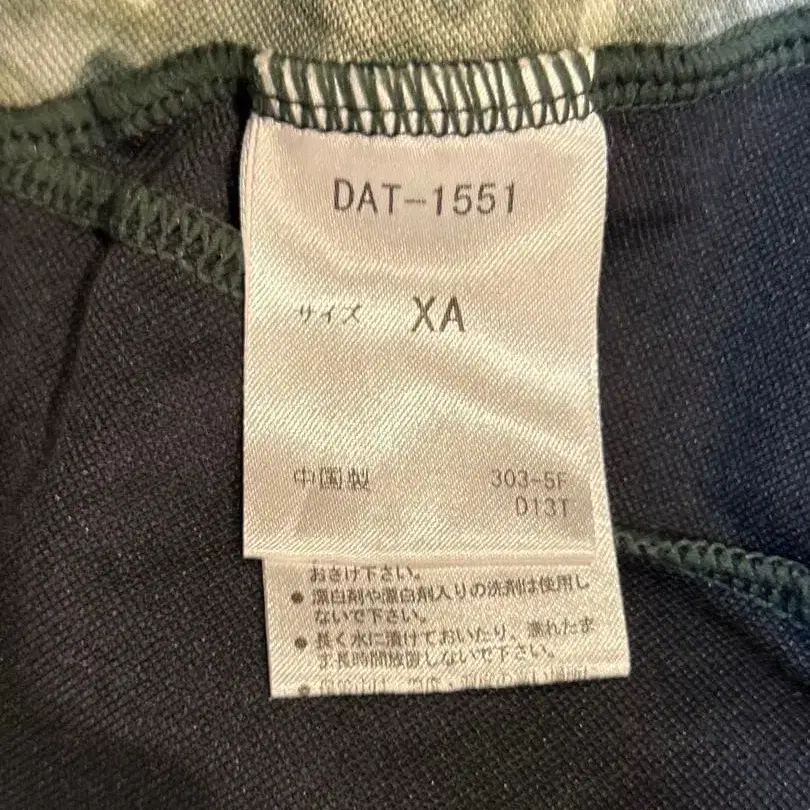 DAT-1551
サイズ XA
中国製 303-5F
D13T
おさけ下さい。
● 漂白剤や漂白剤入りの洗剤は使用し
ないで下さい。
● 長く水に漬けておいたり、濡れたま
ま長時間放置しないで下さい。